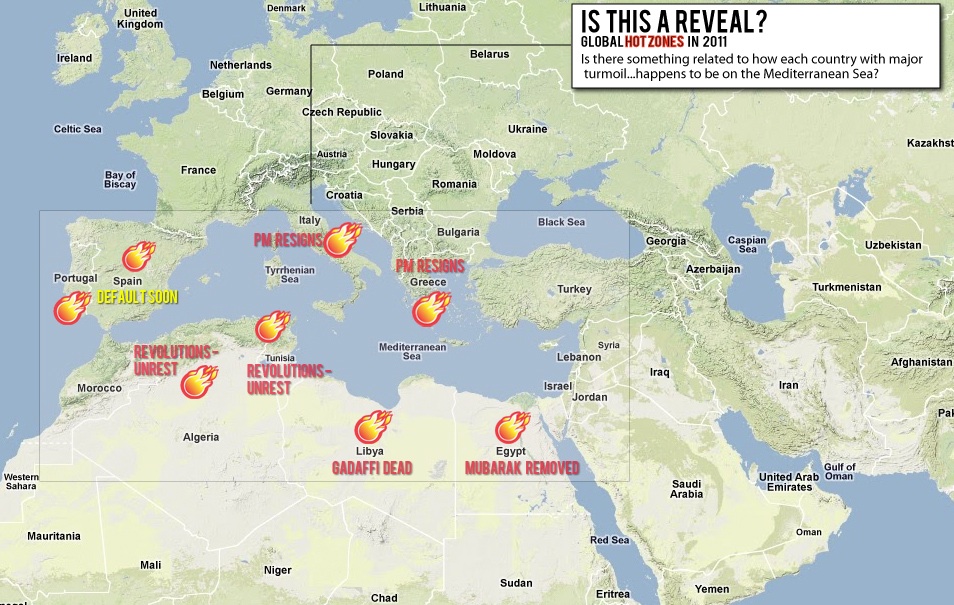 IS THIS A REVEAL?
GLOBAL HOTZONES IN 2011
Is there something related to how each country with major
turmoil...happens to be on the Mediterranean Sea?
Lithuania
Denmark
United
Kingdom
Ireland
Netherlands
Belarus
Poland
Belgium
Germany
Czech Republic
Celtic Sea
Ukraine
Slovakia
Kazakhst
Austria
Moldova
Hungary
France
Bay of
Biscay
Romania
Croatia
Serbia
Italy
Black Sea
Bulgaria
PM RESIGNS
Georgia
Caspian
Sea
Uzbekistan
PM RESIGNS
Azerbaijan
Tyrrhenian
Sea
Portugal
Spain
Greece
Turkey
Turkmenistan
DEFAULT SOON
Mediterranean
Sea
Syria
REVOLUTIONS -
UNREST
Tunisia
Lebanon
Afghanistan
REVOLUTIONS -
UNREST
Iraq
Morocco
Israel
Iran
Jordan
Pak
Algeria
Libya
Egypt
GADAFFI DEAD
MUBARAK REMOVED
Western
Sahara
Gulf of
Oman
United Arab
Emirates
Saudi
Arabia
Mauritania
Oman
Red Sea
Mali
Niger
Sudan
Yemen
Chad
Eritrea